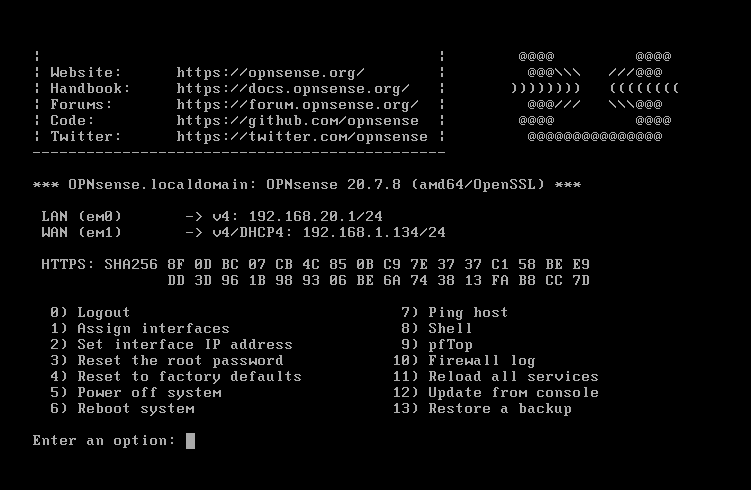 ¦                                            ¦        @@@@         @@@@
¦ Website:      https://opnsense.org/        ¦         @@@\\\   ///@@@
¦ Handbook:     https://docs.opnsense.org/   ¦       ))))))))   ((((((((
¦ Forums:       https://forum.opnsense.org/  ¦         @@@///   \\\@@@
¦ Code:         https://github.com/opnsense  ¦        @@@@         @@@@
¦ Twitter:      https://twitter.com/opnsense ¦         @@@@@@@@@@@@@@@
----------------------------------------------
*** OPNsense.localdomain: OPNsense 20.7.8 (amd64/OpenSSL) ***
LAN (em0)       -> v4: 192.168.20.1/24
WAN (em1)       -> v4/DHCP4: 192.168.1.134/24
HTTPS: SHA256 8F 0D BC 07 CB 4C 85 0B C9 7E 37 37 C1 58 BE E9
DD 3D 96 1B 98 93 06 BE 6A 74 38 13 FA B8 CC 7D
0) Logout                              7) Ping host
1) Assign interfaces                   8) Shell
2) Set interface IP address            9) pfTop
3) Reset the root password            10) Firewall log
4) Reset to factory defaults          11) Reload all services
5) Power off system                   12) Update from console
6) Reboot system                      13) Restore a backup
Enter an option: